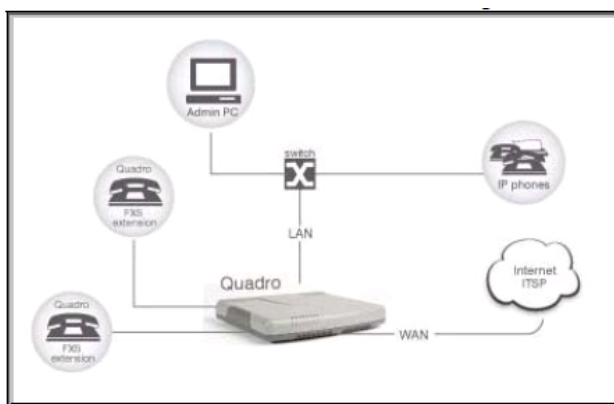 Admin PC
switch
IP phones
Quadro
FXS
extension
LAN
Quadro
Internet
ITSP
Quadro
FXS
extension
WAN